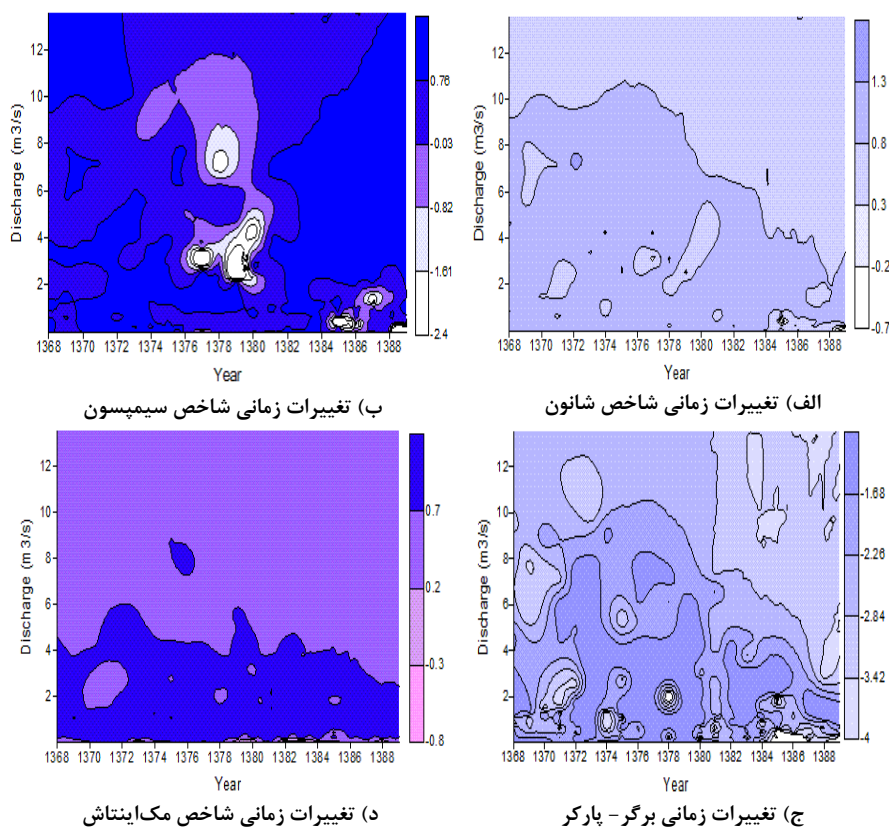 12
10
8
6
4
2
Discharge (m3/s)
1368 1370 1372 1374 1376 1378 1380 1382 1384 1386 1388
Year
0.76
-0.03
-0.82
-1.61
-2.4
ب) تغییرات زمانی شاخص سیمپسون
12
10
8
6
4
2
Discharge (m3/s)
1368 1370 1372 1374 1376 1378 1380 1382 1384 1386 1388
Year
1.3
0.8
0.3
-0.2
-0.7
الف) تغییرات زمانی شاخص شانون
12
10
8
6
4
2
Discharge (m3/s)
1368 1370 1372 1374 1376 1378 1380 1382 1384 1386 1388
Year
0.7
0.2
-0.3
-0.8
د) تغییرات زمانی شاخص مک‌اینتاش
12
10
8
6
4
2
Discharge (m3/s)
1368 1370 1372 1374 1376 1378 1380 1382 1384 1386 1388
Year
-1.68
-2.26
-2.84
-3.42
-4
ج) تغییرات زمانی برگر - پارکر